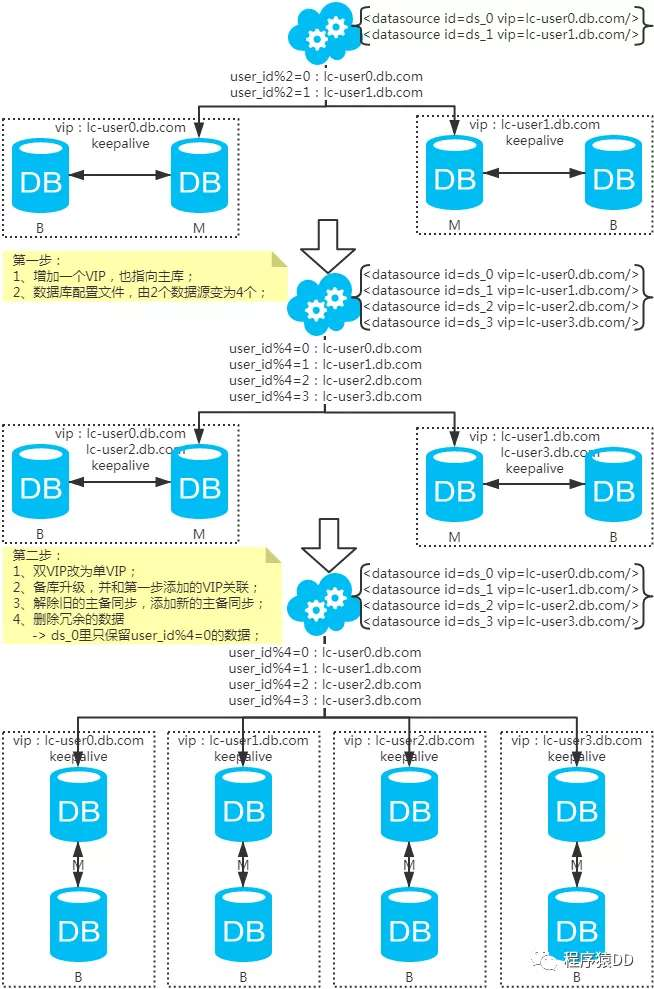 <datasource id=ds_0 vip=lc-user0.db.com/>
<datasource id=ds_1 vip=lc-user1.db.com/>
user_id%2=0：lc-user0.db.com
user_id%2=1：lc-user1.db.com
vip：lc-user0.db.com
keepalive
DB
DB
B
M
vip：lc-user1.db.com
keepalive
DB
DB
M
B
第一步：
1、增加一个VIP，也指向主库；
2、数据库配置文件，由2个数据源变为4个；
<datasource id=ds_0 vip=lc-user0.db.com/>
<datasource id=ds_1 vip=lc-user1.db.com/>
<datasource id=ds_2 vip=lc-user2.db.com/>
<datasource id=ds_3 vip=lc-user3.db.com/>
user_id%4=0：lc-user0.db.com
user_id%4=1：lc-user1.db.com
user_id%4=2：lc-user2.db.com
user_id%4=3：lc-user3.db.com
vip：lc-user0.db.com
lc-user2.db.com
keepalive
DB
DB
B
M
vip：lc-user1.db.com
lc-user3.db.com
keepalive
DB
DB
M
B
第二步：
1、双VIP改为单VIP；
2、备库升级，并和第一步添加的VIP关联；
3、解除旧的主备同步，添加新的主备同步；
4、删除冗余的数据
-> ds_0里只保留user_id%4=0的数据；
<datasource id=ds_0 vip=lc-user0.db.com/>
<datasource id=ds_1 vip=lc-user1.db.com/>
<datasource id=ds_2 vip=lc-user2.db.com/>
<datasource id=ds_3 vip=lc-user3.db.com/>
user_id%4=0：lc-user0.db.com
user_id%4=1：lc-user1.db.com
user_id%4=2：lc-user2.db.com
user_id%4=3：lc-user3.db.com
vip：lc-user0.db.com
keepalive
DB
M
DB
B
vip：lc-user1.db.com
keepalive
DB
M
DB
B
vip：lc-user2.db.com
keepalive
DB
M
DB
B
vip：lc-user3.db.com
keepalive
DB
M
DB
B
程序猿DD